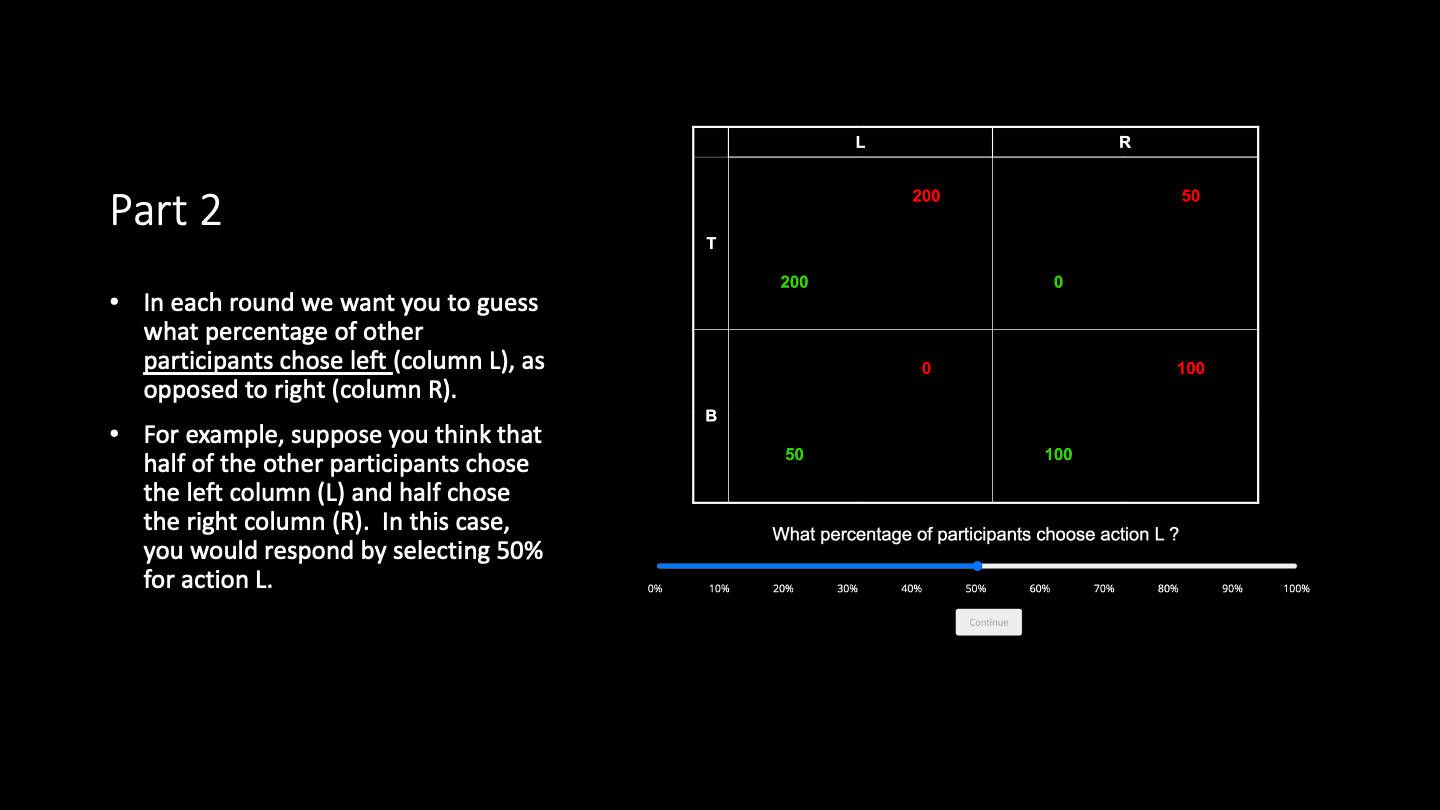 Part 2
• In each round we want you to guess
what percentage of other
participants chose left (column L), as
opposed to right (column R).
• For example, suppose you think that
half of the other participants chose
the left column (L) and half chose
the right column (R).  In this case,
you would respond by selecting 50%
for action L.
L R
200 50
T
200 0
0 100
B
50 100
What percentage of participants choose action L ?
0% 10% 20% 30% 40% 50% 60% 70% 80% 90% 100%
Continue